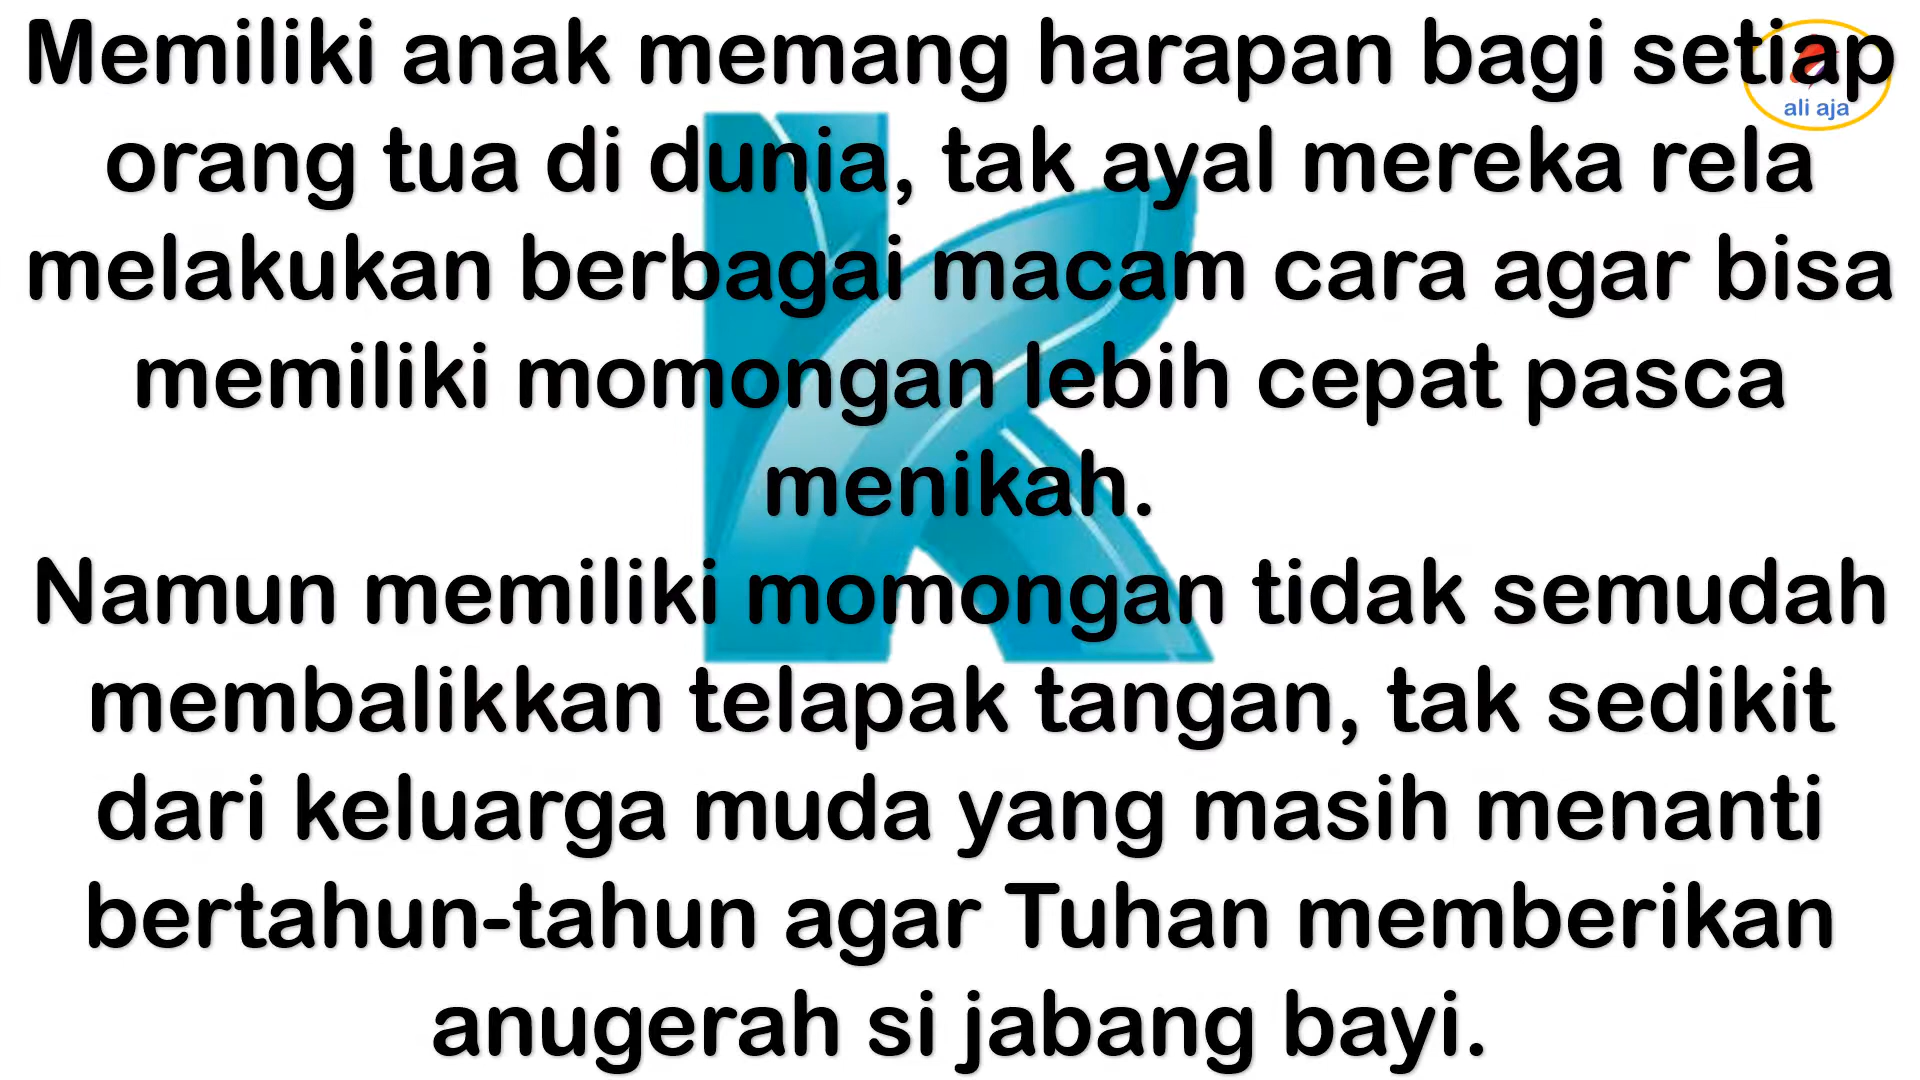 Memiliki anak memang harapan bagi setiap
ali aja
orang tua di dunia, tak ayal mereka rela
melakukan berbagai macam cara agar bisa
memiliki momongan lebih cepat pasca
menikah.
Namun memiliki momongan tidak semudah
membalikkan telapak tangan, tak sedikit
dari keluarga muda yang masih menanti
bertahun-tahun agar Tuhan memberikan
anugerah si jabang bayi.